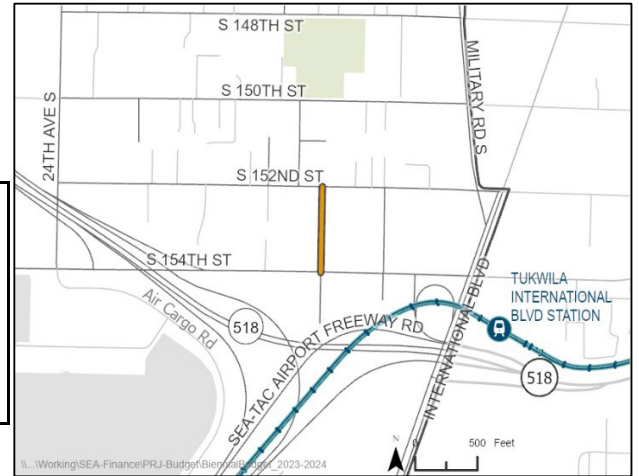 S 148TH ST
MILITARY RD S
S 150TH ST
24TH AVE S
S 152ND ST
S 154TH ST
Air Cargo Rd
518
SEA-TAC AIRPORT FREEWAY RD
INTERNATIONAL BLVD
TUKWILA
INTERNATIONAL
BLVD STATION
518
N
0 500 Feet
\\...\Working\SEA-Finance\PRJ-Budget\BiennialBudget_2023-2024